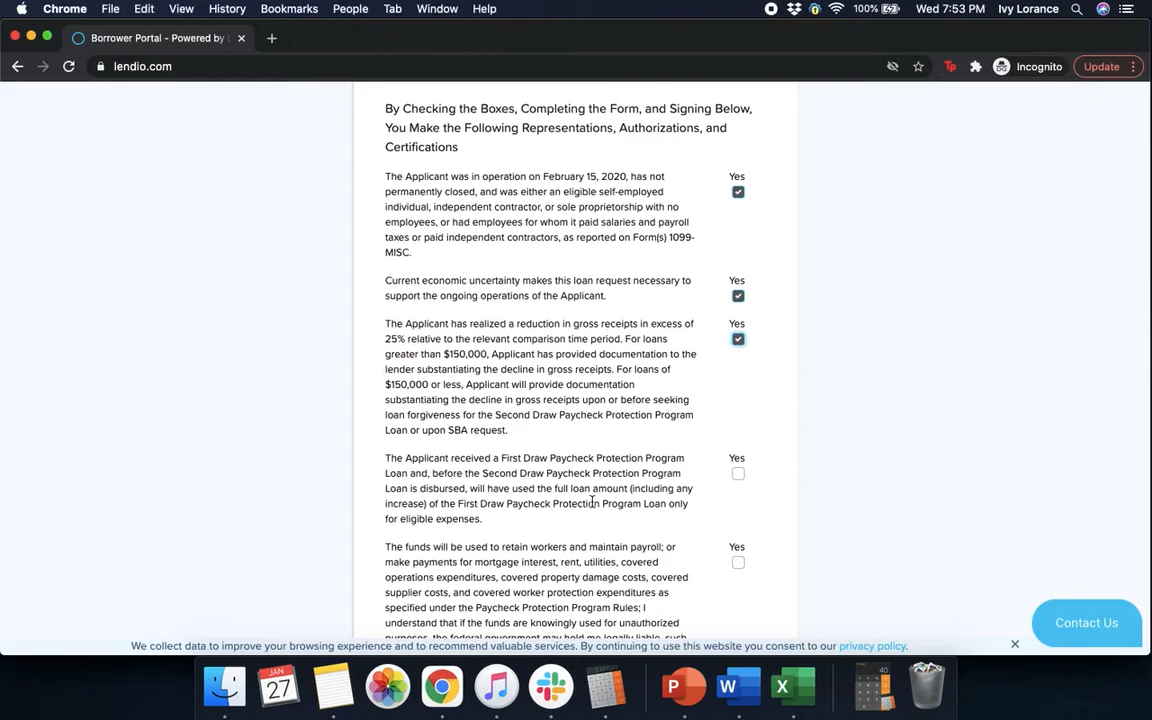 Chrome File Edit View History Bookmarks People Tab Window Help 100% Wed 7:53 PM Ivy Lorance
Borrower Portal - Powered by
lendio.com Incognito Update
By Checking the Boxes, Completing the Form, and Signing Below,
You Make the Following Representations, Authorizations, and
Certifications
The Applicant was in operation on February 15, 2020, has not Yes
permanently closed, and was either an eligible self-employed
individual, independent contractor, or sole proprietorship with no
employees, or had employees for whom it paid salaries and payroll
taxes or paid independent contractors, as reported on Form(s) 1099-
MISC.
Current economic uncertainty makes this loan request necessary to Yes
support the ongoing operations of the Applicant.
The Applicant has realized a reduction in gross receipts in excess of Yes
25% relative to the relevant comparison time period. For loans
greater than $150,000, Applicant has provided documentation to the
lender substantiating the decline in gross receipts. For loans of
$150,000 or less, Applicant will provide documentation
substantiating the decline in gross receipts upon or before seeking
loan forgiveness for the Second Draw Paycheck Protection Program
Loan or upon SBA request.
The Applicant received a First Draw Paycheck Protection Program Yes
Loan and, before the Second Draw Paycheck Protection Program
Loan is disbursed, will have used the full loan amount (including any
increase) of the First Draw Paycheck Protection Program Loan only
for eligible expenses.
The funds will be used to retain workers and maintain payroll; or Yes
make payments for mortgage interest, rent, utilities, covered
operations expenditures, covered property damage costs, covered
supplier costs, and covered worker protection expenditures as
specified under the Paycheck Protection Program Rules; I
understand that if the funds are knowingly used for unauthorized
purposes, the federal government may hold me legally liable, such
Contact Us
We collect data to improve your browsing experience and to recommend valuable services. By continuing to use this website you consent to our privacy policy.
JAN
27
P W X 40